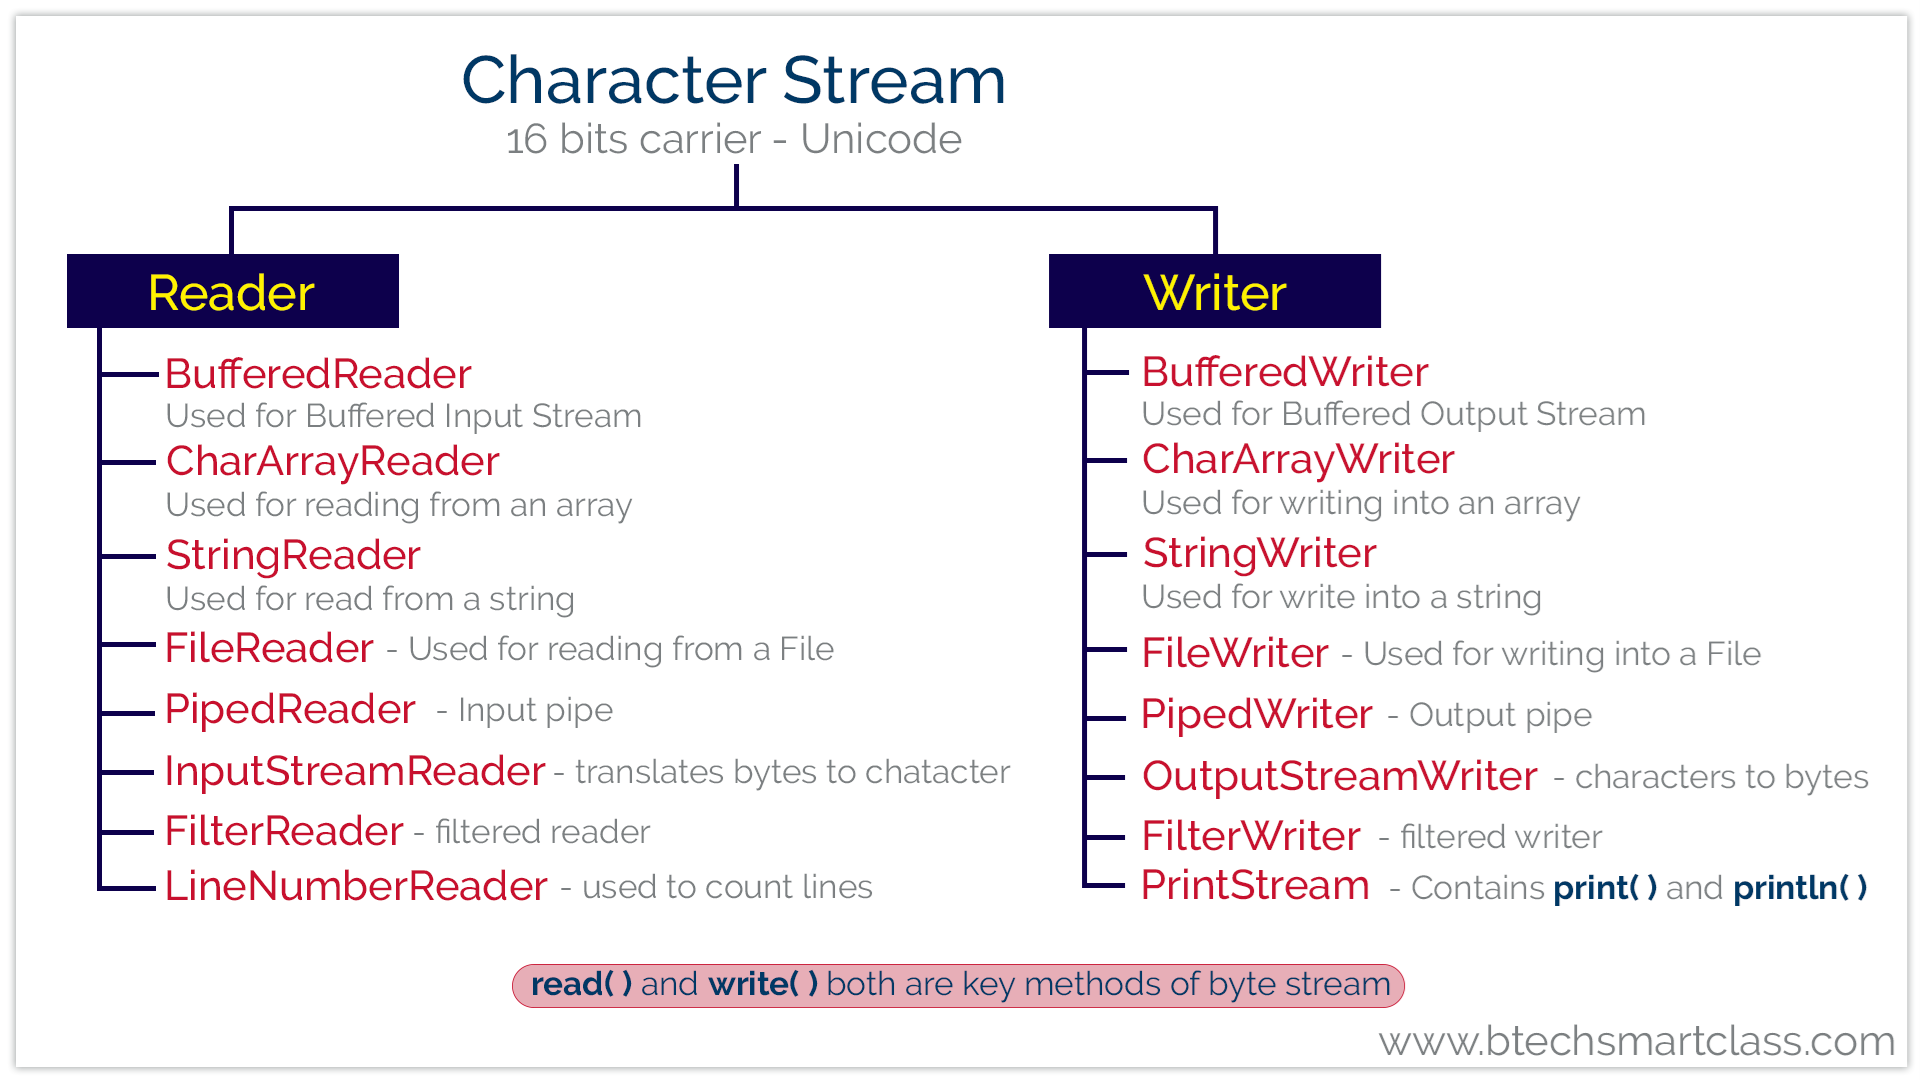 Character Stream
16 bits carrier - Unicode
Reader
BufferedReader
Used for Buffered Input Stream
CharArrayReader
Used for reading from an array
StringReader
Used for read from a string
FileReader - Used for reading from a File
PipedReader - Input pipe
InputStreamReader - translates bytes to chatacter
FilterReader - filtered reader
LineNumberReader - used to count lines
Writer
BufferedWriter
Used for Buffered Output Stream
CharArrayWriter
Used for writing into an array
StringWriter
Used for write into a string
FileWriter - Used for writing into a File
PipedWriter - Output pipe
OutputStreamWriter - characters to bytes
FilterWriter - filtered writer
PrintStream - Contains print( ) and println( )
read( ) and write( ) both are key methods of byte stream
www.btechsmartclass.com